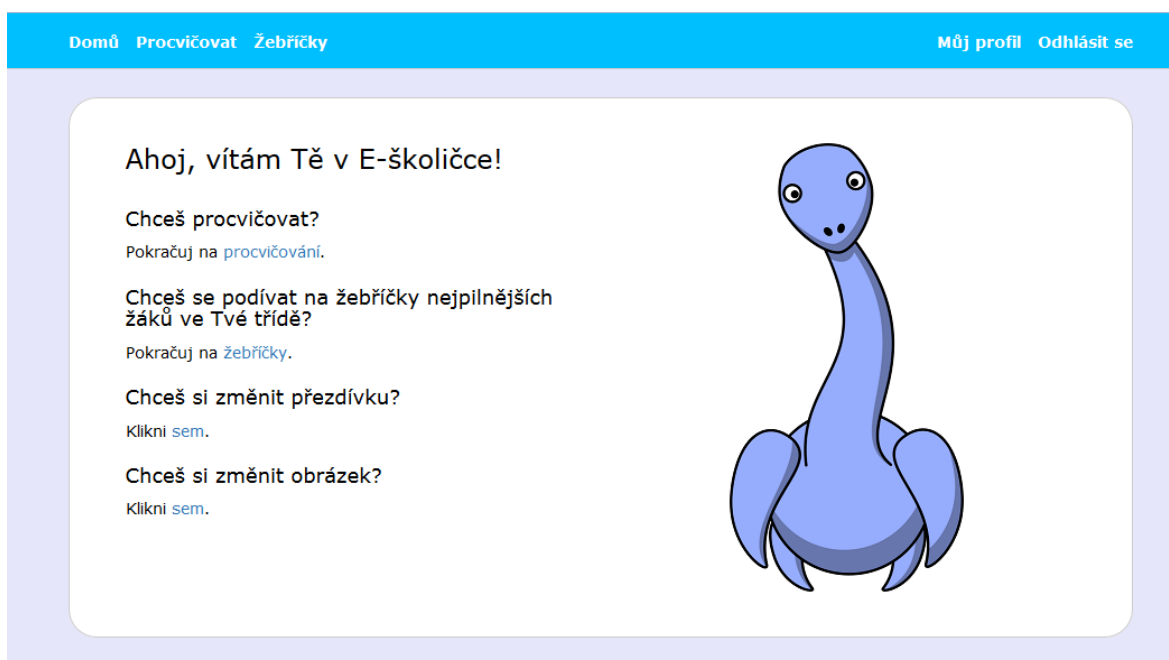 Domů Procvičovat Žebříčky Můj profil Odhlásit se
Ahoj, vítám Tě v E-školičce!
Chceš procvičovat?
Pokračuj na procvičování.
Chceš se podívat na žebříčky nejpilnějších
žáků ve Tvé třídě?
Pokračuj na žebříčky.
Chceš si změnit přezdívku?
Klikni sem.
Chceš si změnit obrázek?
Klikni sem.